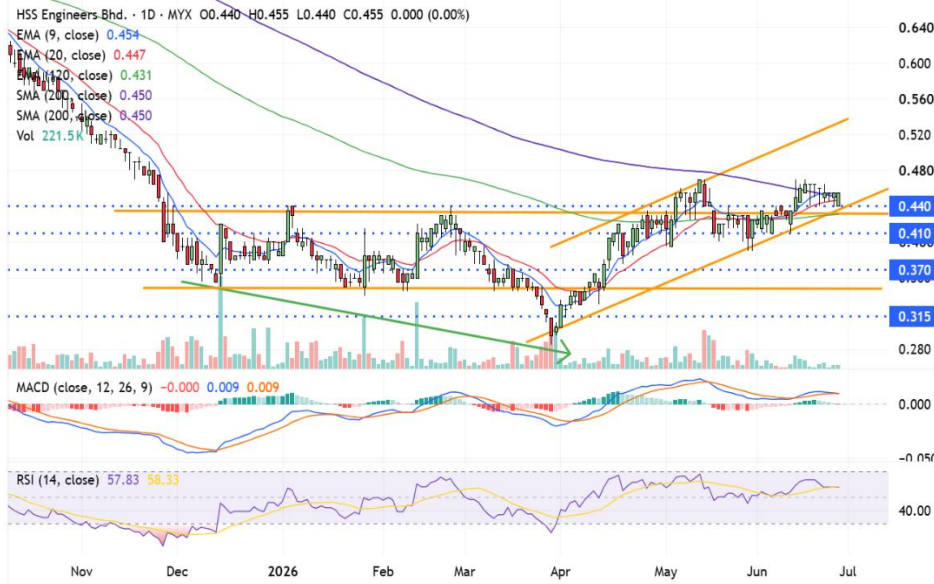 HSS Engineers Bhd. · 1D · MYX O0.440 H0.455 L0.440 C0.455 0.000 (0.00%)
EMA (9, close) 0.454
EMA (20, close) 0.447
EMA (120, close) 0.431
SMA (200, close) 0.450
SMA (200, close) 0.450
Vol 221.5K
0.640
0.600
0.560
0.520
0.480
0.440
0.410
0.400
0.370
0.315
0.280
MACD (close, 12, 26, 9) −0.000 0.009 0.009
0.000
−0.050
RSI (14, close) 57.83 58.33
40.00
Nov Dec 2026 Feb Mar Apr May Jun Jul